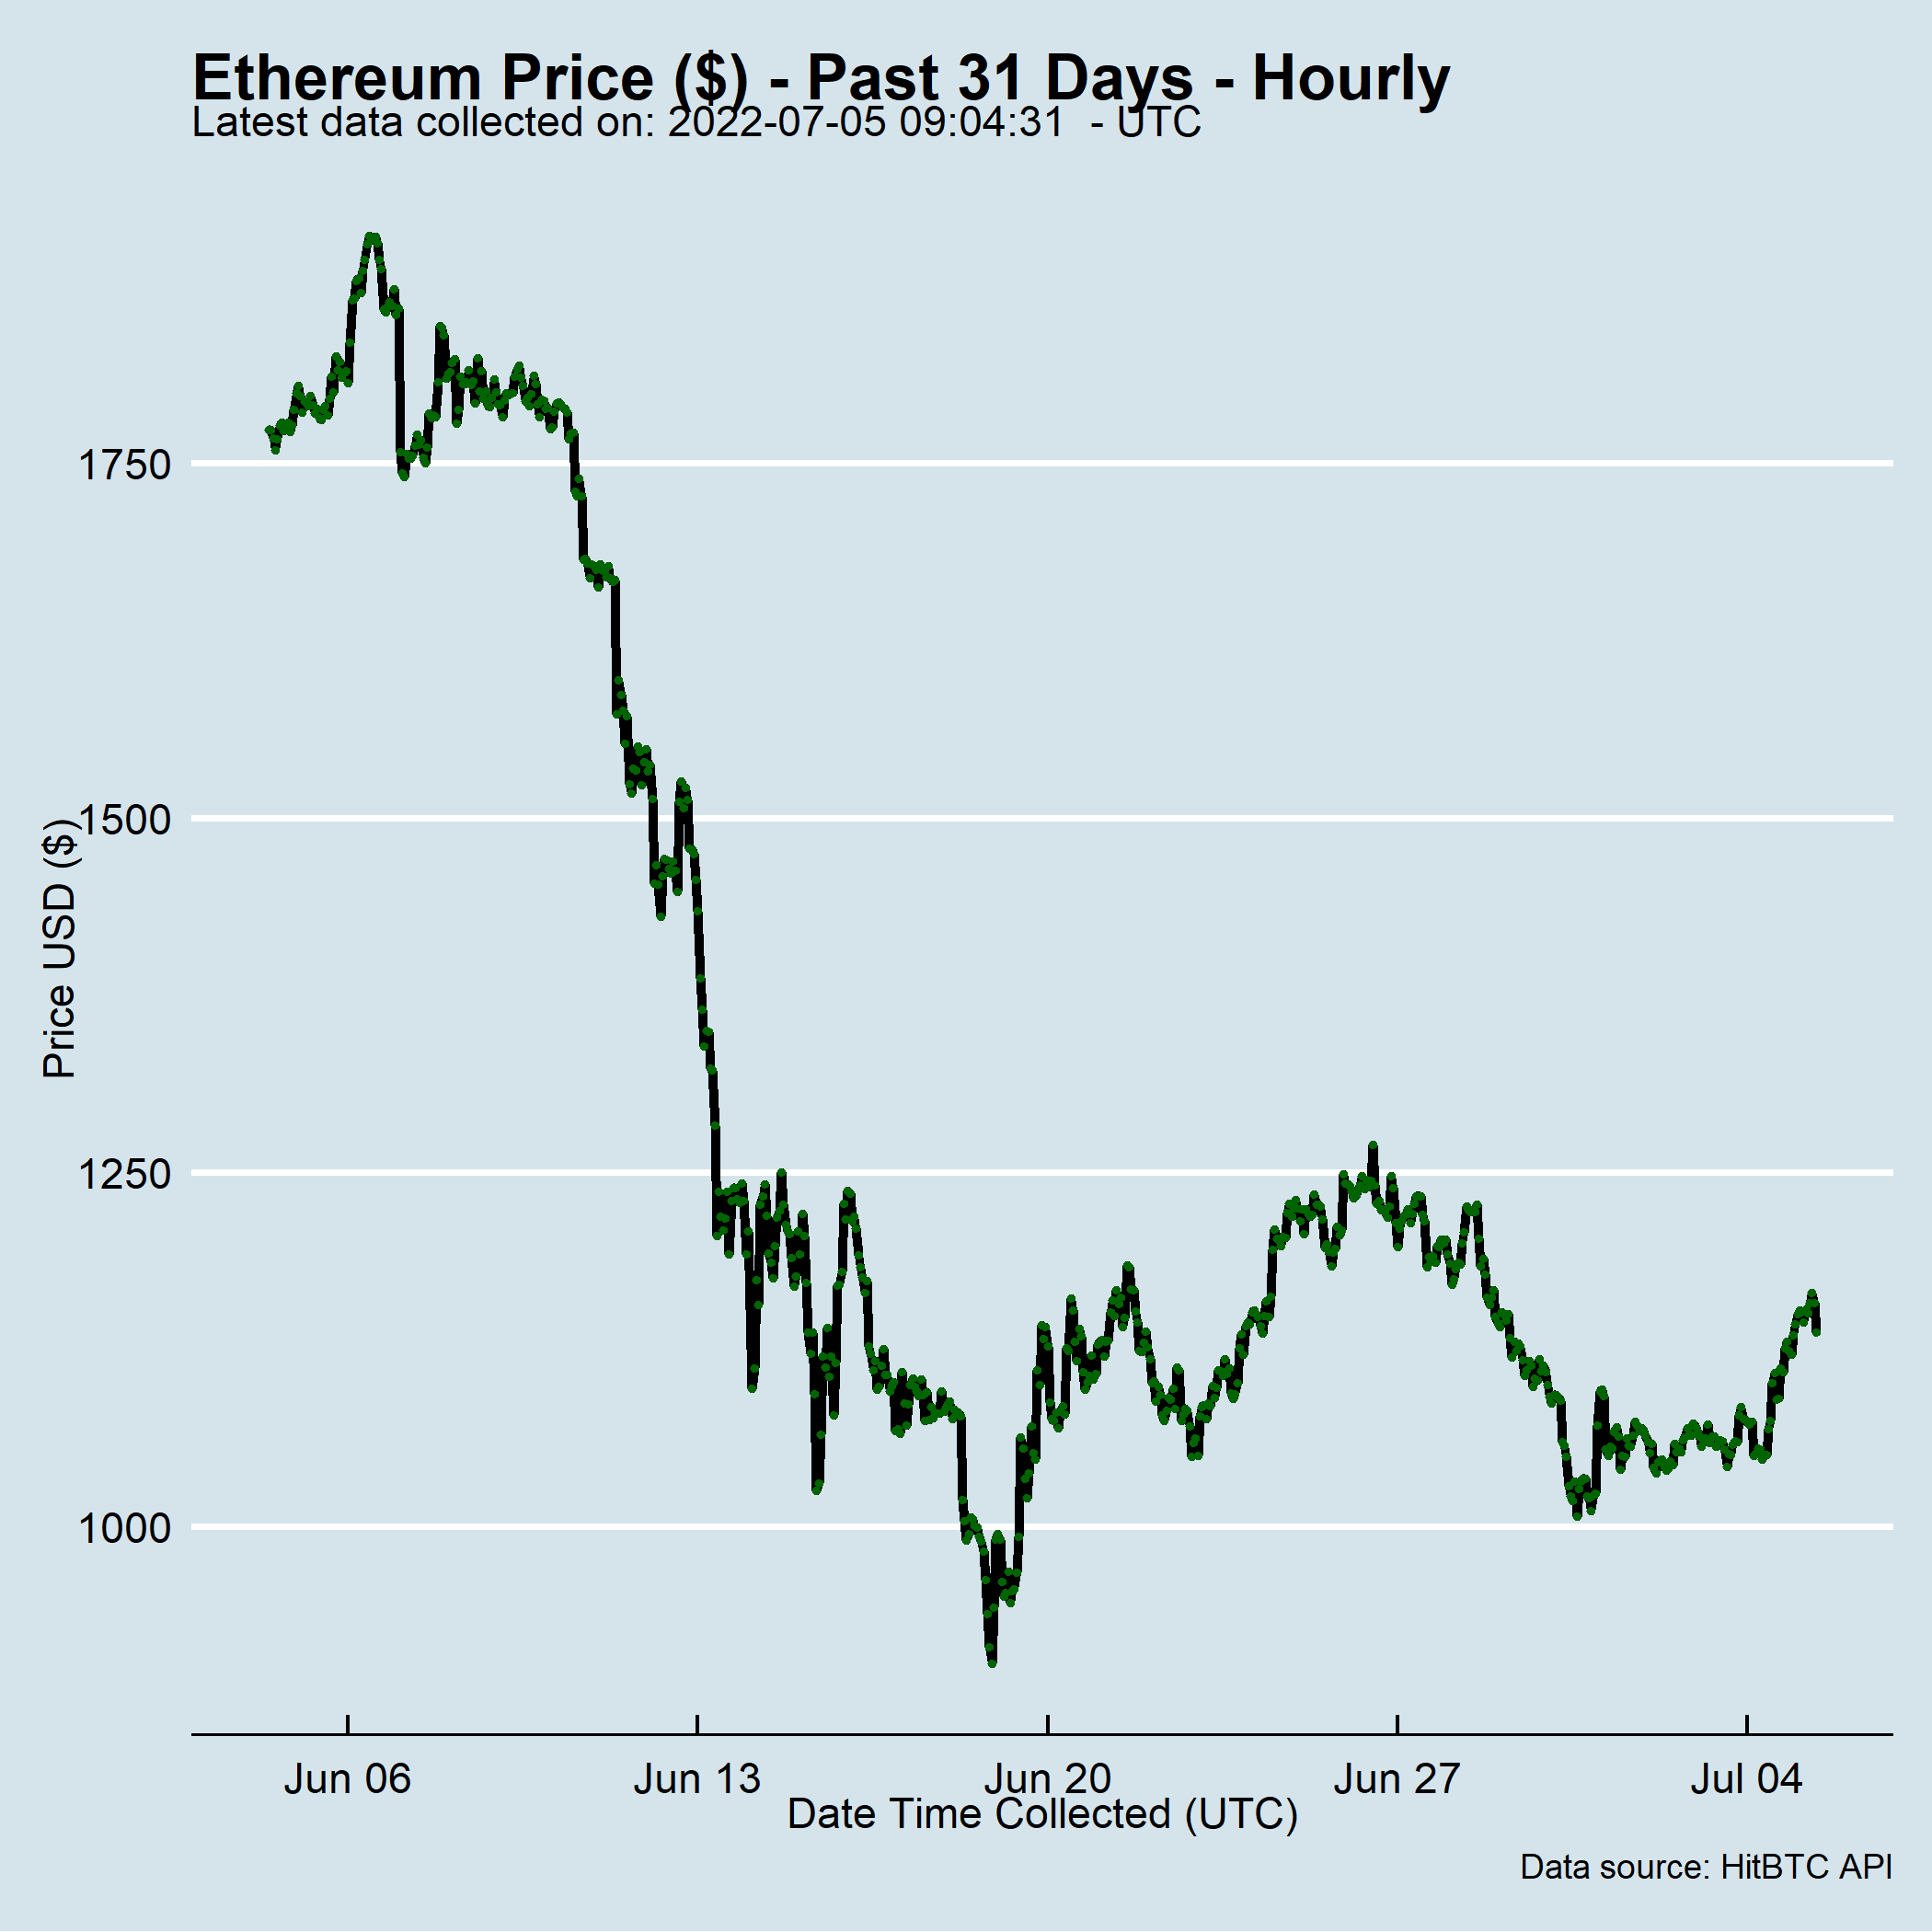 Ethereum Price ($) - Past 31 Days - Hourly
Latest data collected on: 2022-07-05 09:04:31  - UTC
1750
1500
1250
1000
Price USD ($)
Jun 06
Jun 13
Jun 20
Jun 27
Jul 04
Date Time Collected (UTC)
Data source: HitBTC API